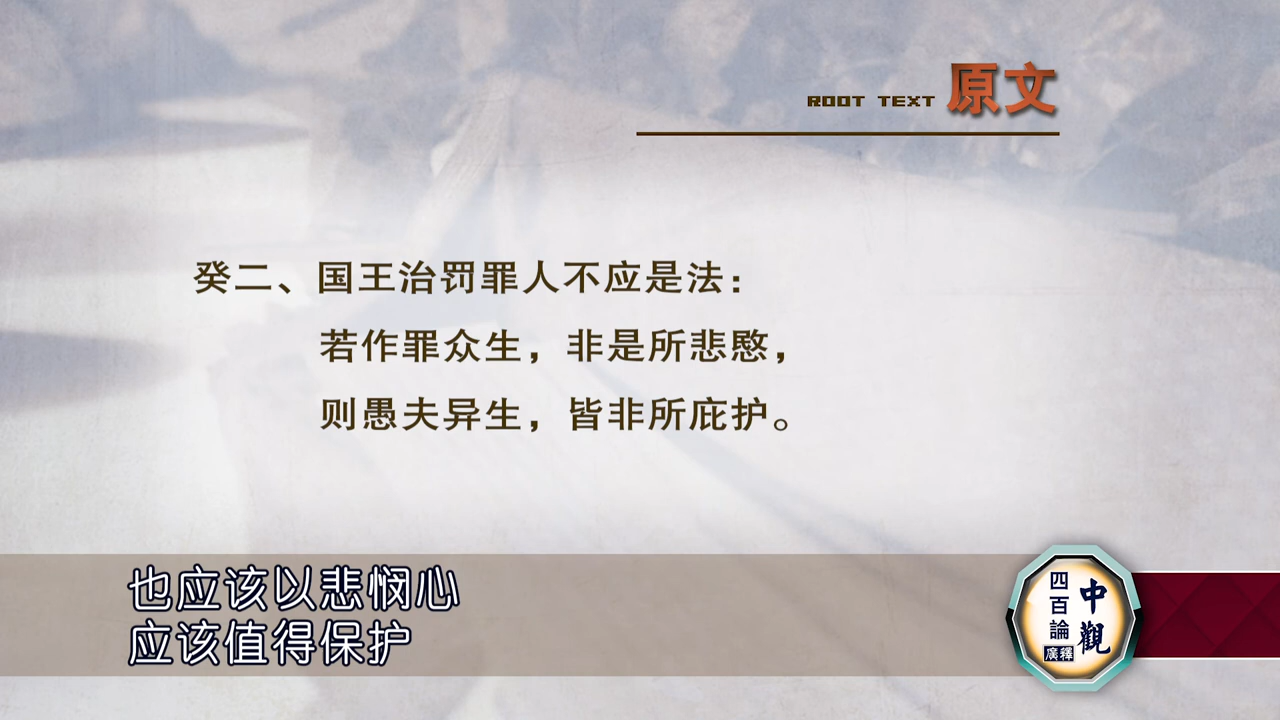 ROOT TEXT 原文
癸二、国王治罚罪人不应是法：
若作罪众生，非是所悲愍，
则愚夫异生，皆非所庇护。
也应该以悲悯心
应该值得保护
中觀
四百論
廣釋